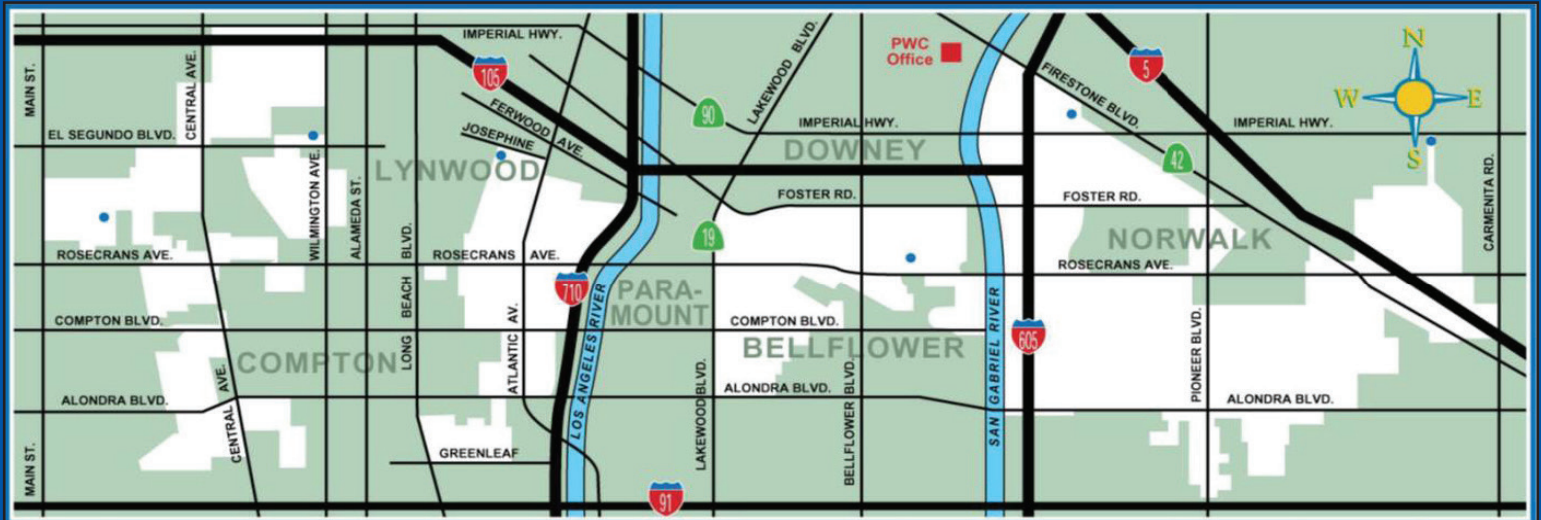 IMPERIAL HWY.
LAKEWOOD BLVD.
PWC
Office
N
W
E
S
MAIN ST.
CENTRAL AVE.
105
5
FIRESTONE BLVD.
FERWOOD AVE.
90
IMPERIAL HWY.
IMPERIAL HWY.
EL SEGUNDO BLVD.
JOSEPHINE
DOWNEY
42
LYNWOOD
WILMINGTON AVE.
ALAMEDA ST.
FOSTER RD.
FOSTER RD.
CARMENITA RD.
19
NORWALK
ROSECRANS AVE.
LONG BEACH BLVD.
ROSECRANS AVE.
ROSECRANS AVE.
710
PARA-
MOUNT
LOS ANGELES RIVER
SAN GABRIEL RIVER
COMPTON BLVD.
ATLANTIC AV.
COMPTON BLVD.
605
PIONEER BLVD.
COMPTON
BELLFLOWER
ALONDRA BLVD.
CENTRAL AVE.
LAKEWOOD BLVD.
ALONDRA BLVD.
BELLFLOWER BLVD.
ALONDRA BLVD.
MAIN ST.
GREENLEAF
91